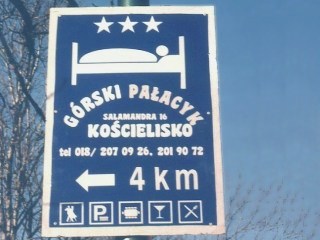 GÓRSKI PAŁACYK
SALAMANDRA 16
KOŚCIELISKO
tel 018/ 207 09 26, 201 90 72
4 km
P